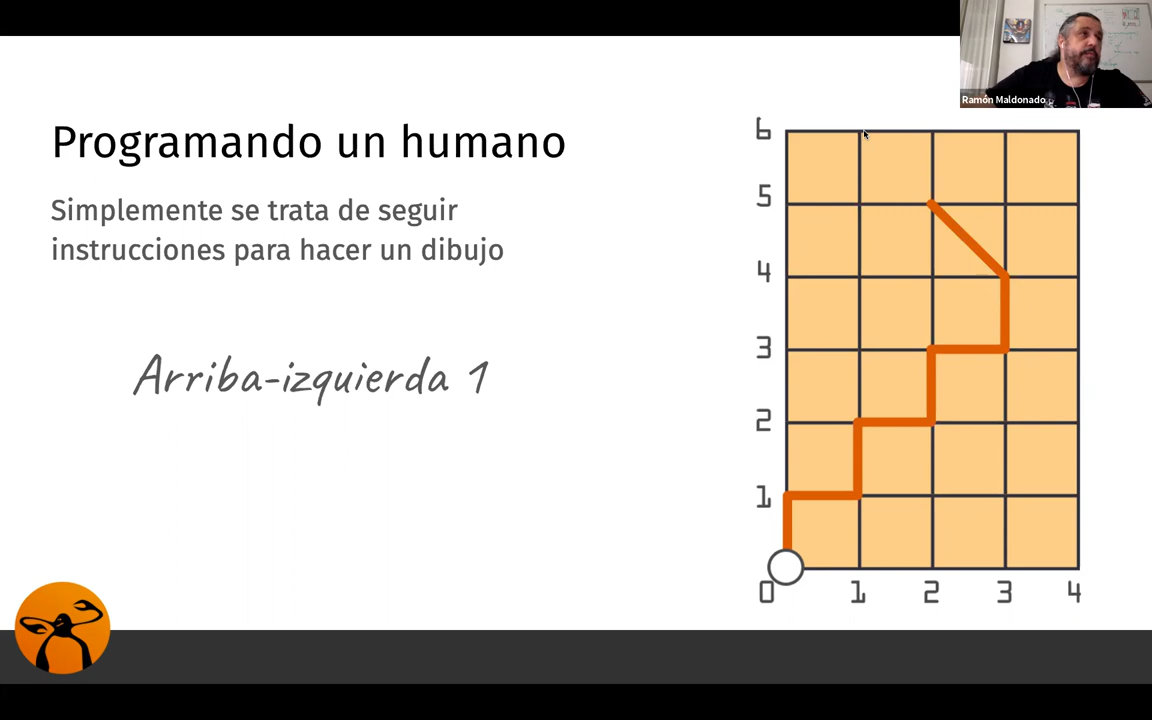 Ramón Maldonado
Programando un humano
Simplemente se trata de seguir
instrucciones para hacer un dibujo
Arriba-izquierda 1
6
5
4
3
2
1
0 1 2 3 4